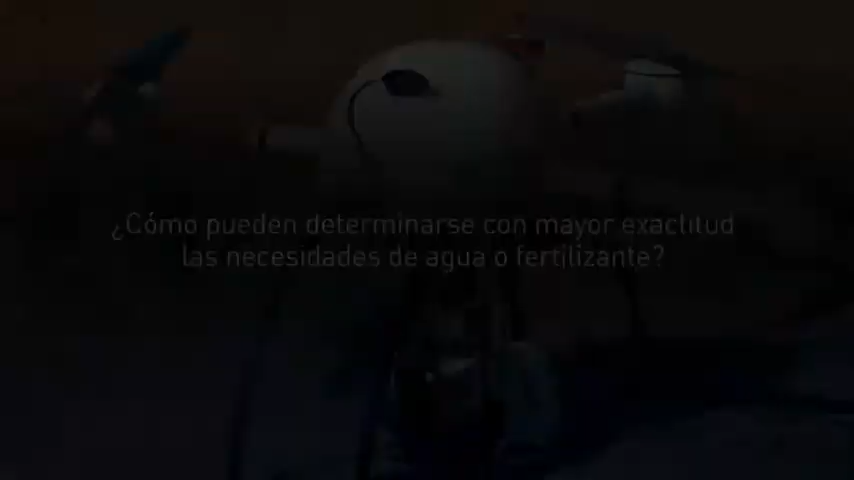 ¿Cómo pueden determinarse con mayor exactitud
las necesidades de agua o fertilizante?